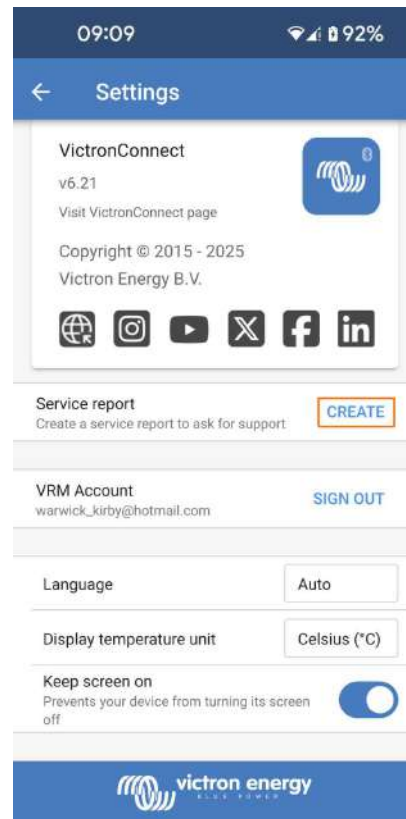 09:09
92%
Settings
VictronConnect
v6.21
Visit VictronConnect page
Copyright © 2015 - 2025
Victron Energy B.V.
Service report
Create a service report to ask for support
CREATE
VRM Account
warwick_kirby@hotmail.com
SIGN OUT
Language
Auto
Display temperature unit
Celsius (°C)
Keep screen on
Prevents your device from turning its screen
off
victron energy
BLUE POWER